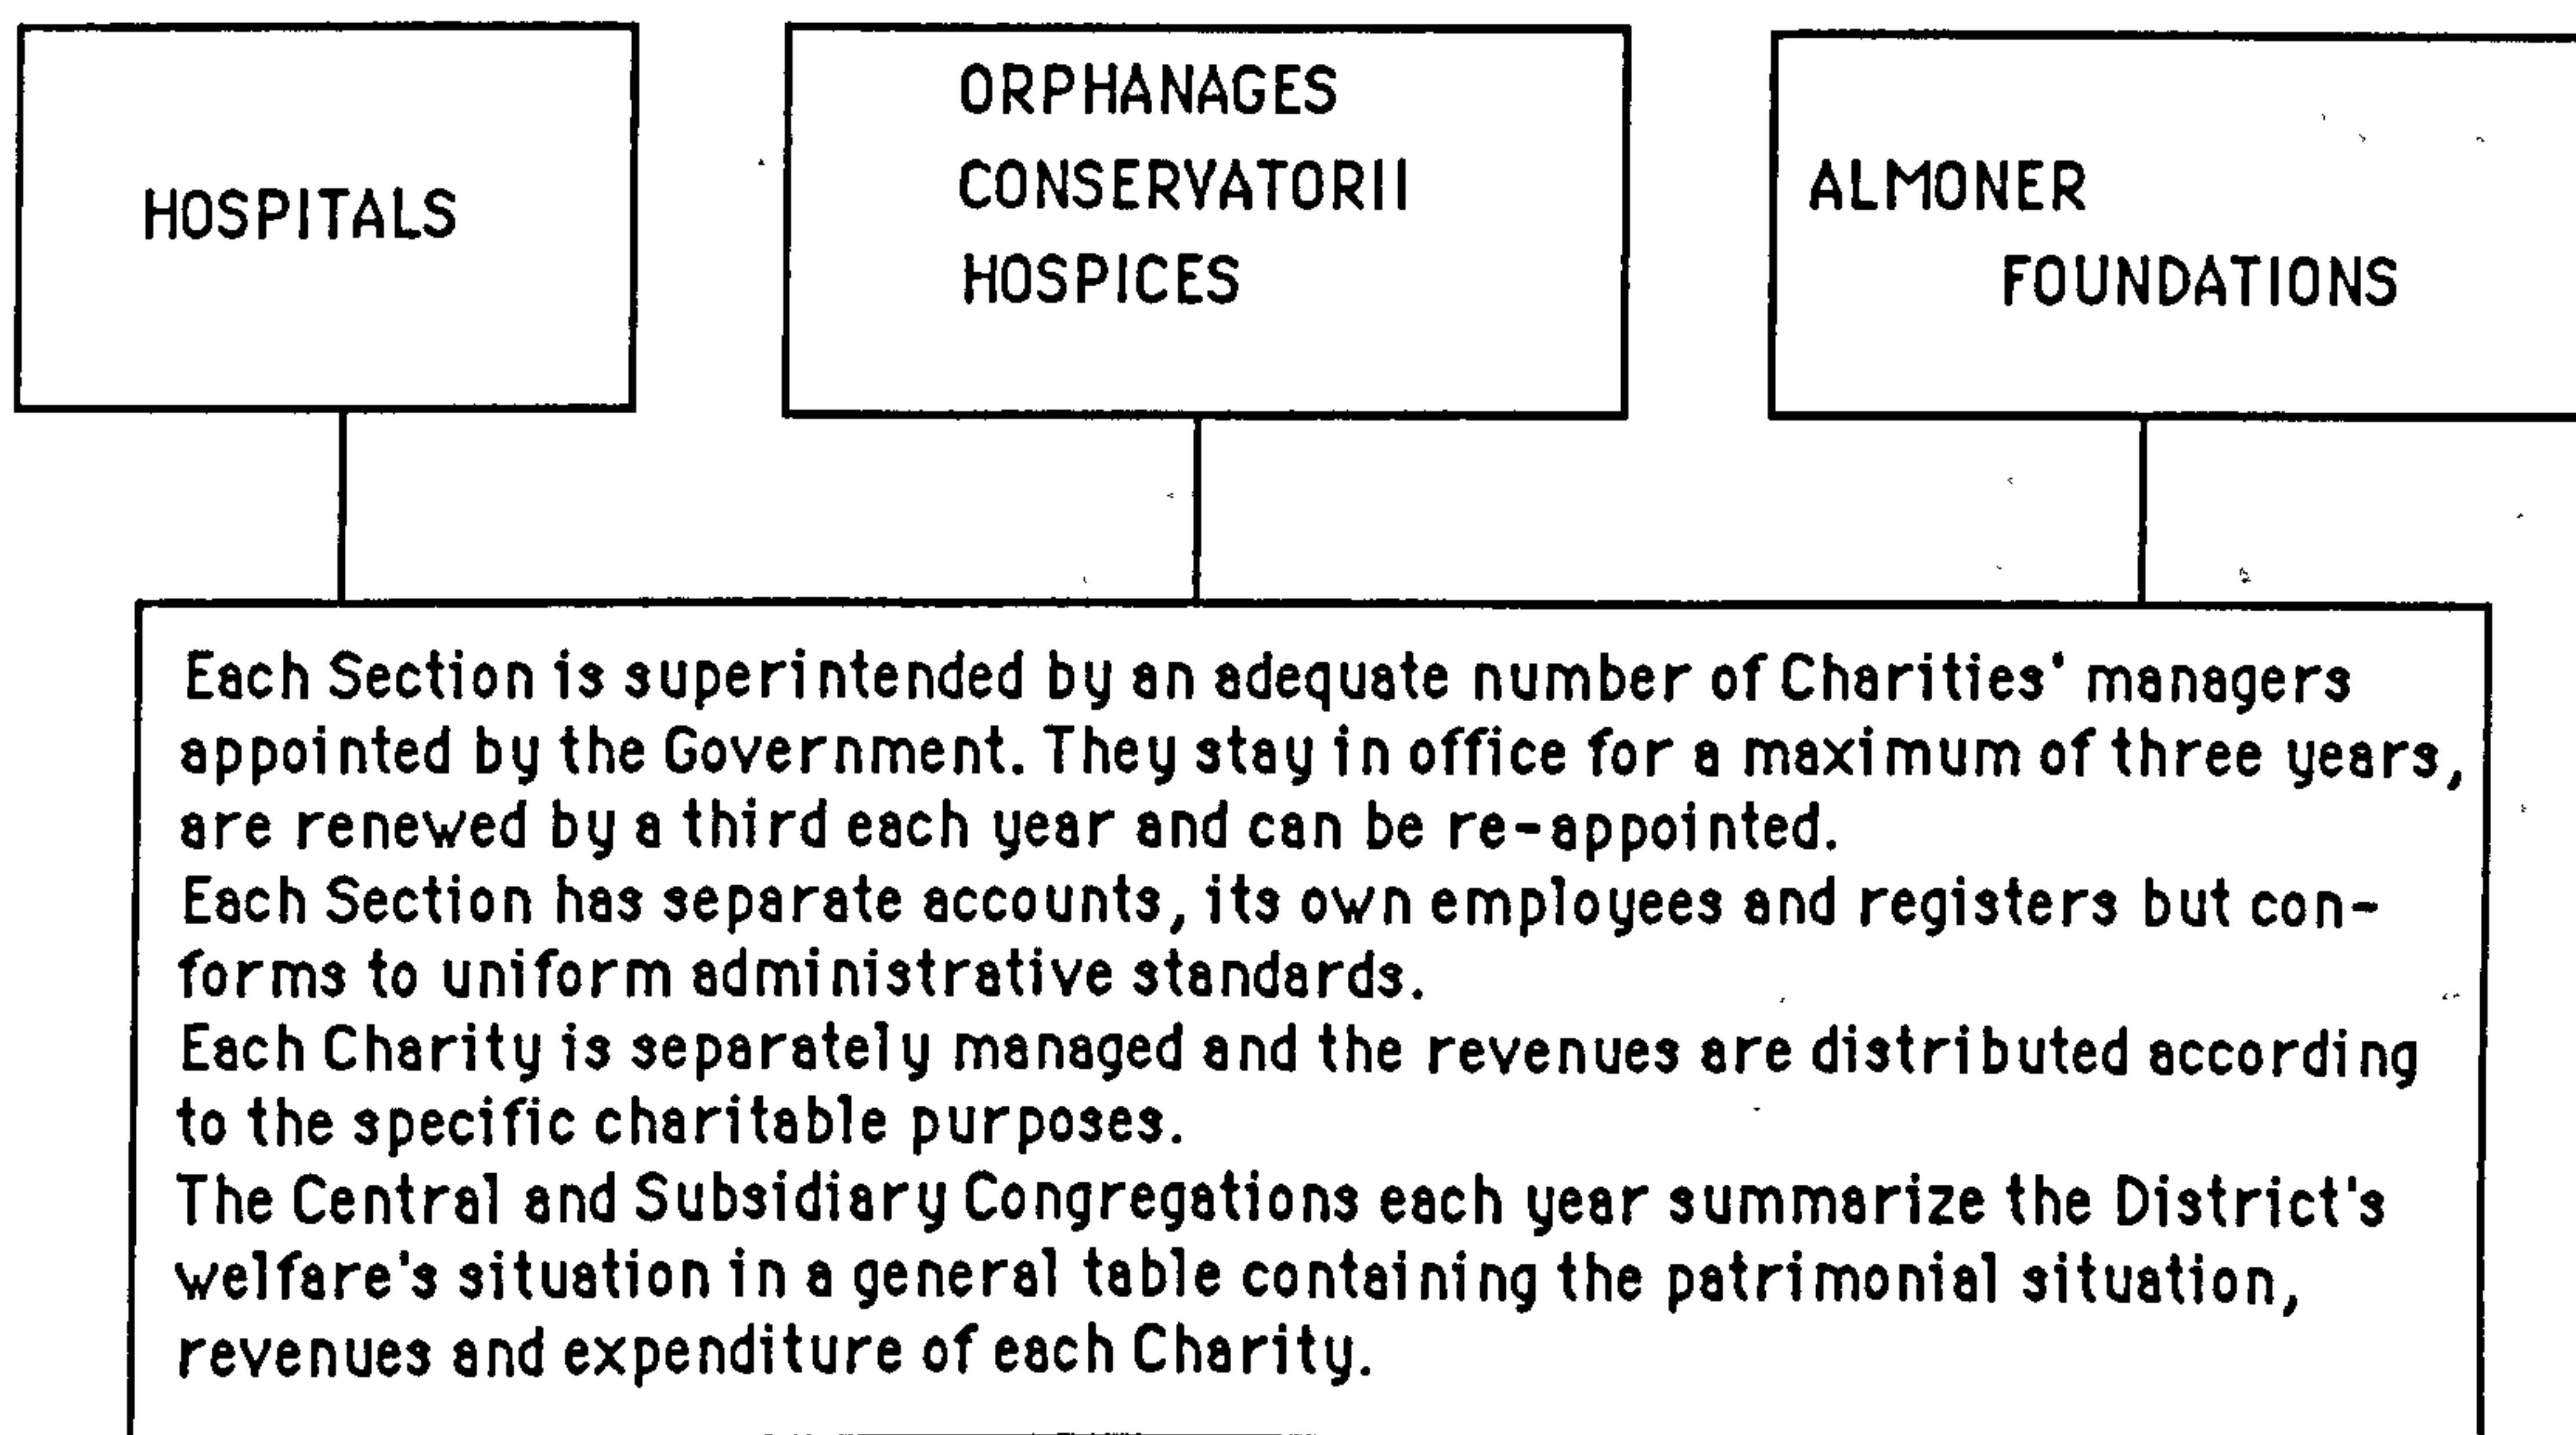 HOSPITALS
ORPHANAGES
CONSERVATORII
HOSPICES
ALMONER
FOUNDATIONS
Each Section is superintended by an adequate number of Charities' managers
appointed by the Government. They stay in office for a maximum of three years,
are renewed by a third each year and can be re-appointed.
Each Section has separate accounts, its own employees and registers but con-
forms to uniform administrative standards.
Each Charity is separately managed and the revenues are distributed according
to the specific charitable purposes.
The Central and Subsidiary Congregations each year summarize the District's
welfare's situation in a general table containing the patrimonial situation,
revenues and expenditure of each Charity.